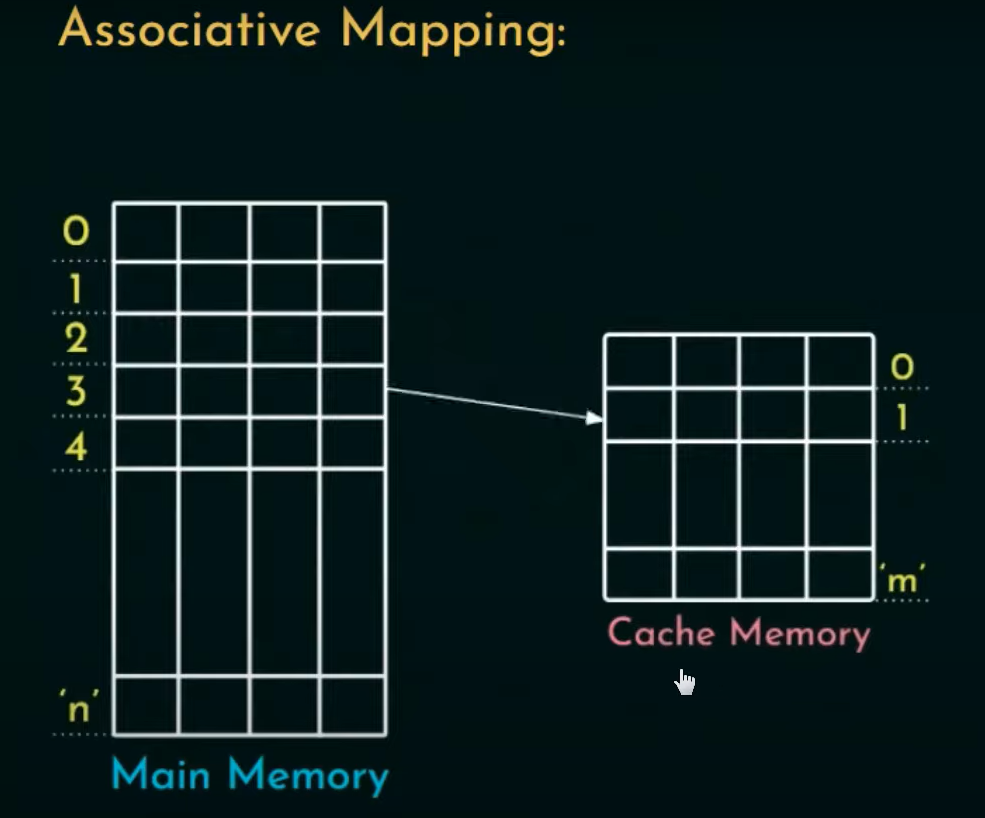 Associative Mapping:
0
1
2
3
4
'n'
Main Memory
0
1
'm'
Cache Memory